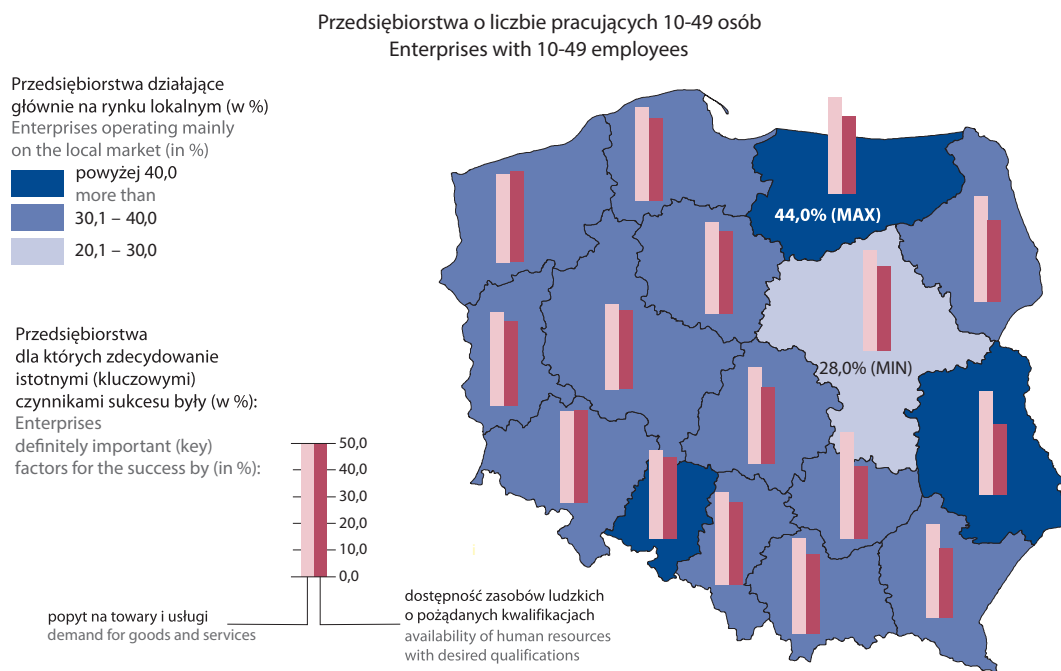 Przedsiębiorstwa o liczbie pracujących 10-49 osób
Enterprises with 10-49 employees
Przedsiębiorstwa działające
głównie na rynku lokalnym (w %)
Enterprises operating mainly
on the local market (in %)
powyżej 40,0
more than
30,1 – 40,0
20,1 – 30,0
44,0% (MAX)
28,0% (MIN)
Przedsiębiorstwa
dla których zdecydowanie
istotnymi (kluczowymi)
czynnikami sukcesu były (w %):
Enterprises
definitely important (key)
factors for the success by (in %):
50,0
40,0
30,0
20,0
10,0
0,0
popyt na towary i usługi
demand for goods and services
dostępność zasobów ludzkich
o pożądanych kwalifikacjach
availability of human resources
with desired qualifications